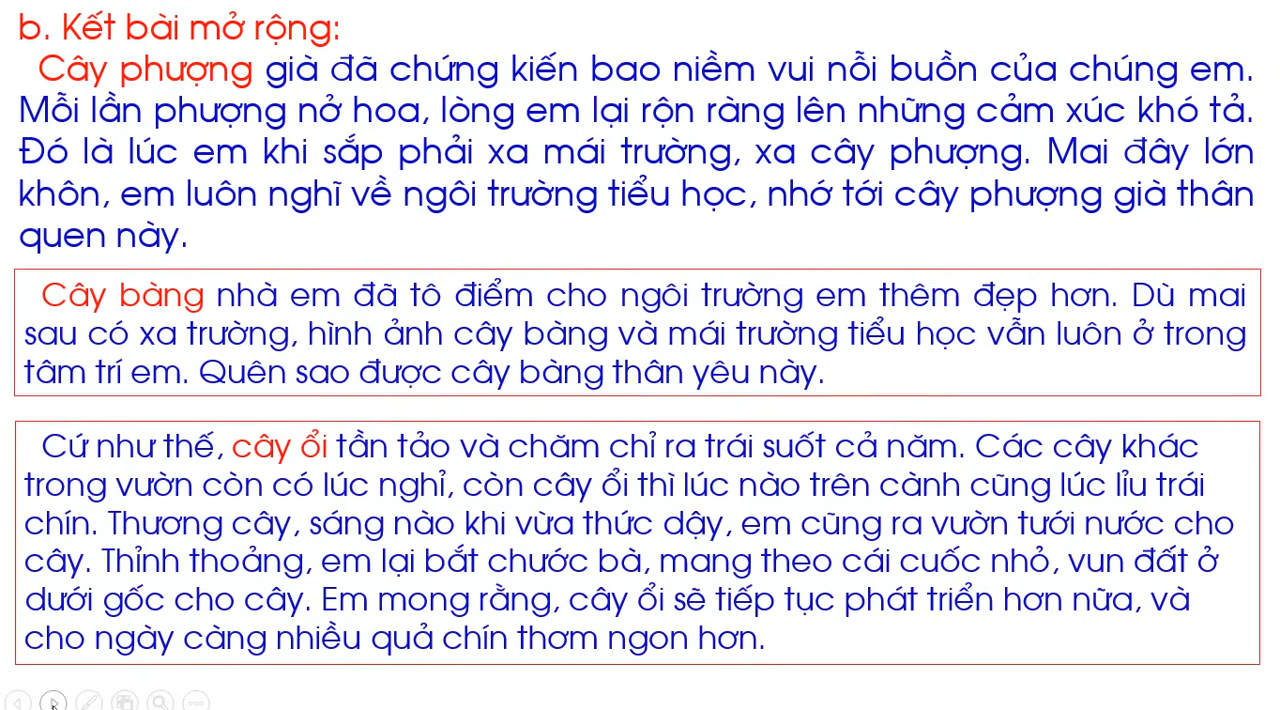 b. Kết bài mở rộng:
Cây phượng già đã chứng kiến bao niềm vui nỗi buồn của chúng em.
Mỗi lần phượng nở hoa, lòng em lại rộn ràng lên những cảm xúc khó tả.
Đó là lúc em khi sắp phải xa mái trường, xa cây phượng. Mai đây lớn
khôn, em luôn nghĩ về ngôi trường tiểu học, nhớ tới cây phượng già thân
quen này.
Cây bàng nhà em đã tô điểm cho ngôi trường em thêm đẹp hơn. Dù mai
sau có xa trường, hình ảnh cây bàng và mái trường tiểu học vẫn luôn ở trong
tâm trí em. Quên sao được cây bàng thân yêu này.
Cứ như thế, cây ổi tần tảo và chăm chỉ ra trái suốt cả năm. Các cây khác
trong vườn còn có lúc nghỉ, còn cây ổi thì lúc nào trên cành cũng lúc lỉu trái
chín. Thương cây, sáng nào khi vừa thức dậy, em cũng ra vườn tưới nước cho
cây. Thỉnh thoảng, em lại bắt chước bà, mang theo cái cuốc nhỏ, vun đất ở
dưới gốc cho cây. Em mong rằng, cây ổi sẽ tiếp tục phát triển hơn nữa, và
cho ngày càng nhiều quả chín thơm ngon hơn.